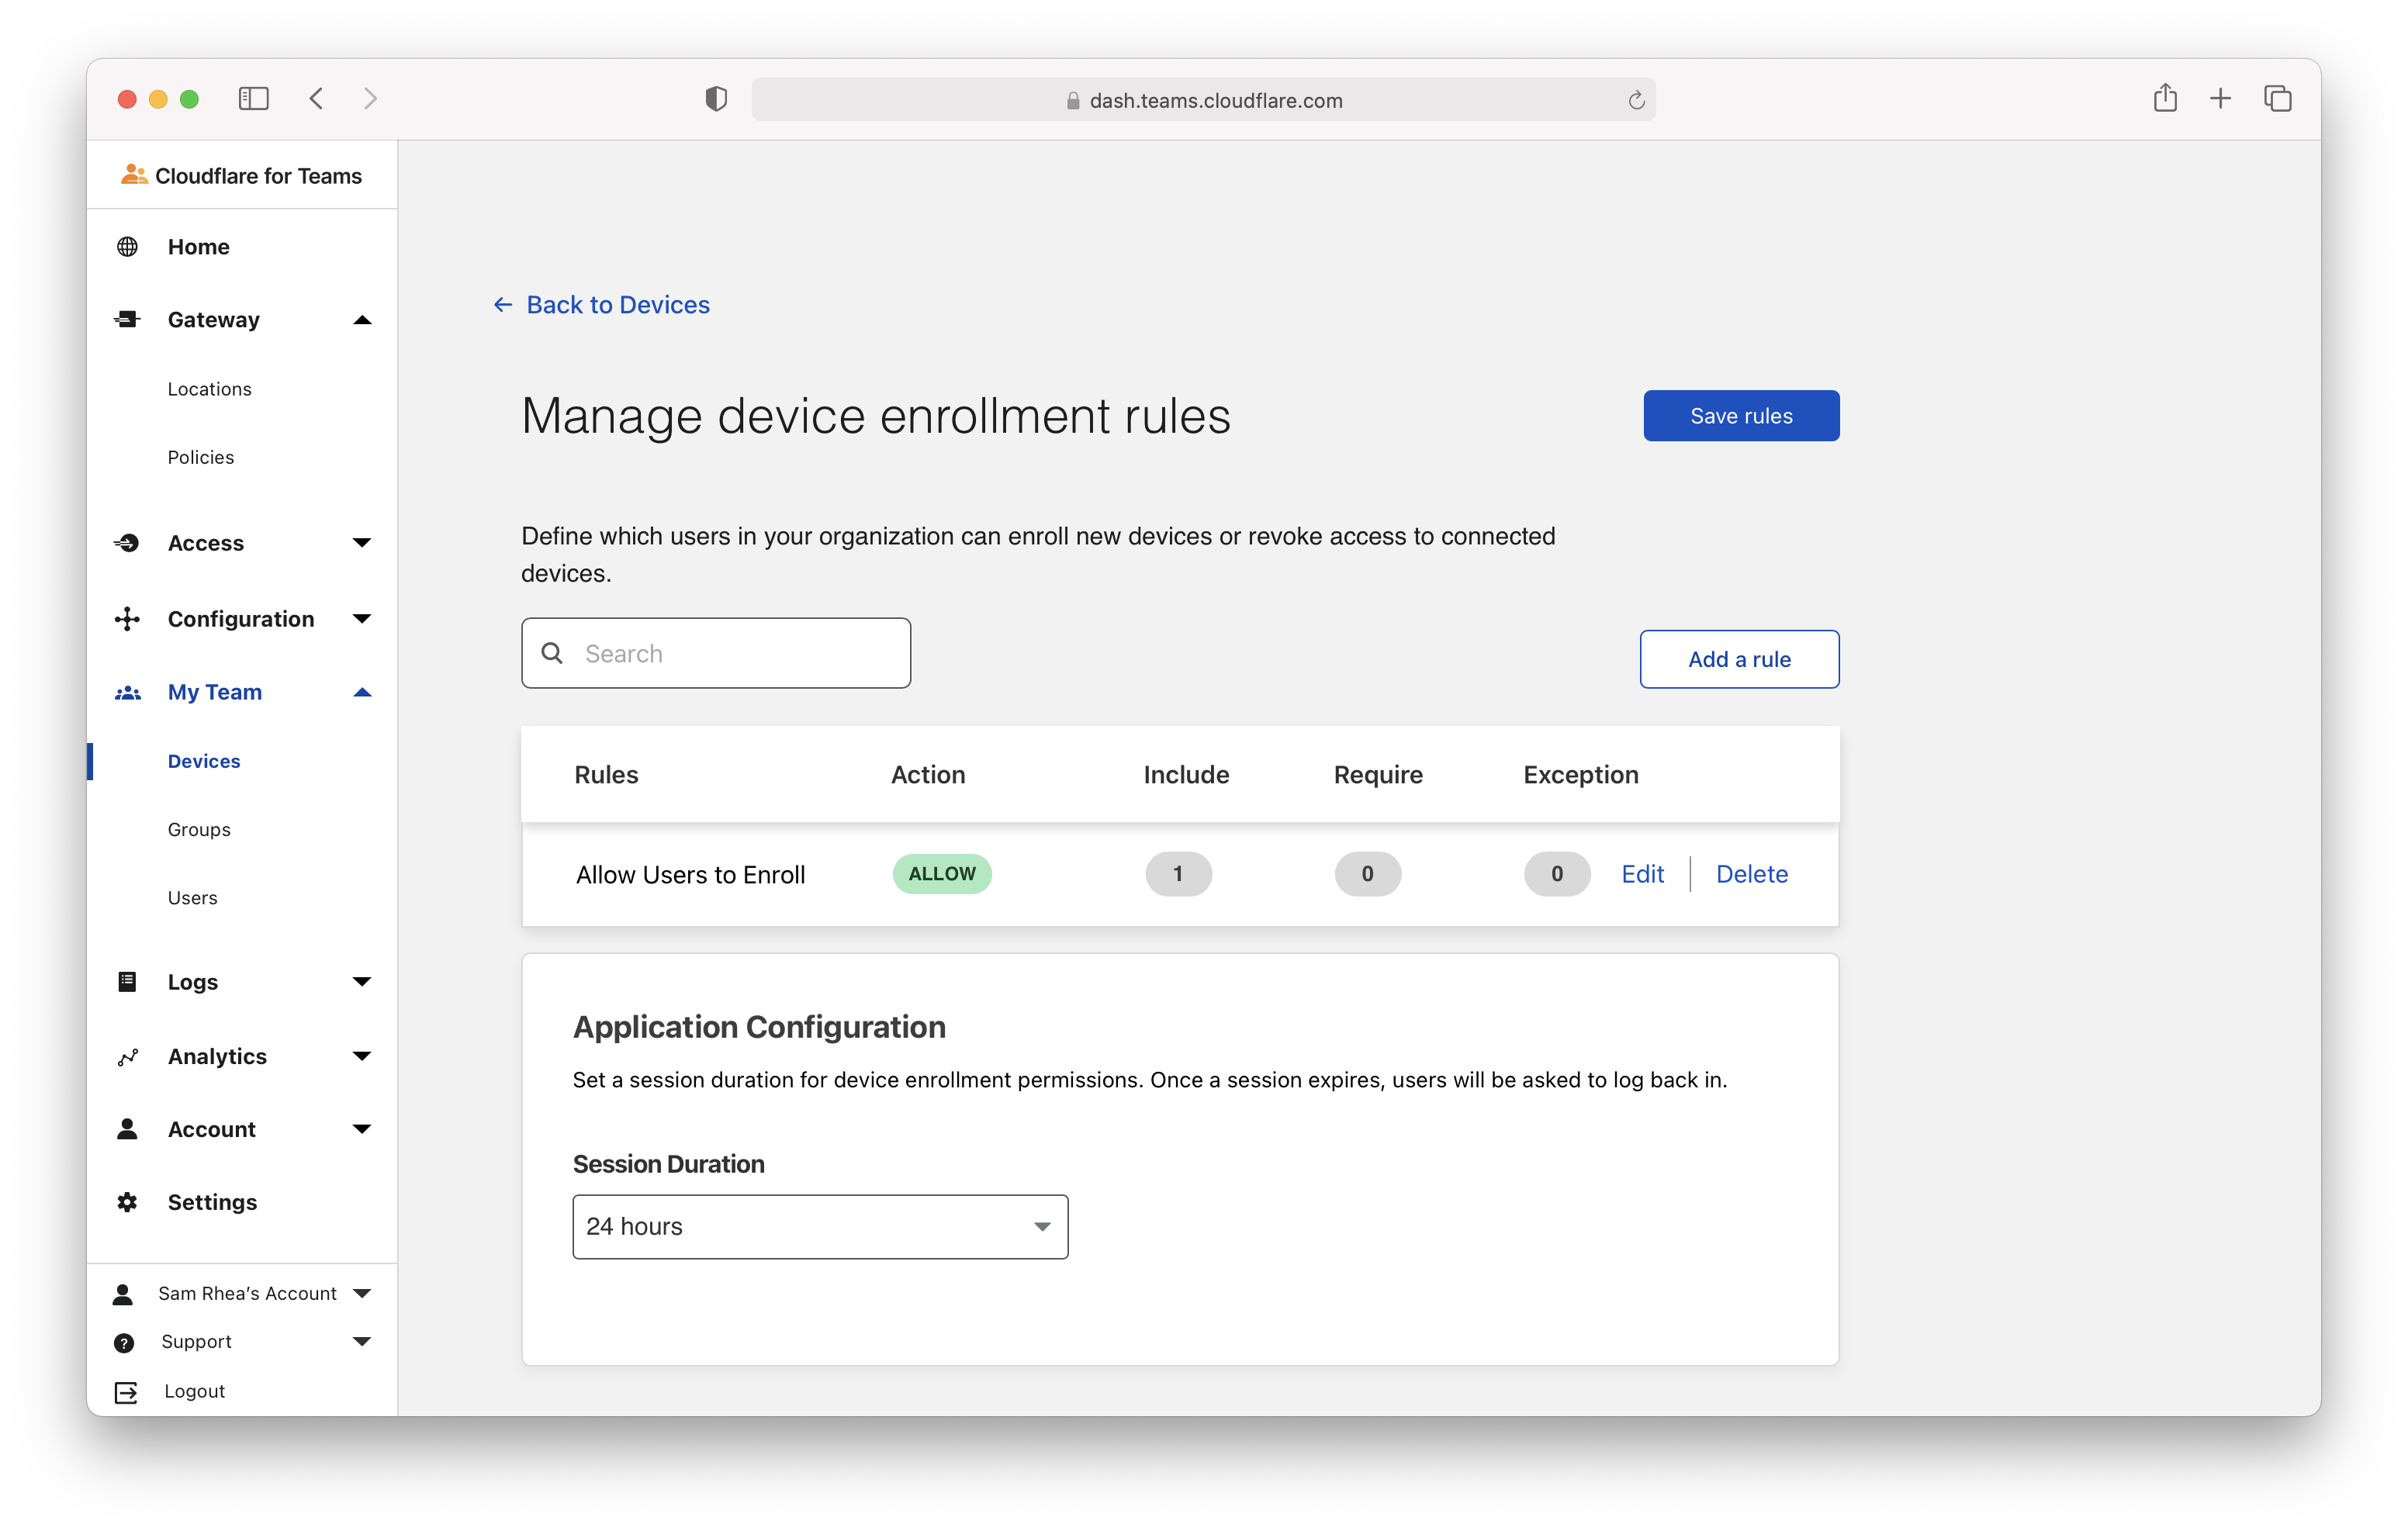 dash.teams.cloudflare.com
Cloudflare for Teams
Home
Gateway
Locations
Policies
Access
Configuration
My Team
Devices
Groups
Users
Logs
Analytics
Account
Settings
Sam Rhea’s Account
Support
Logout
Back to Devices
Manage device enrollment rules
Save rules
Define which users in your organization can enroll new devices or revoke access to connected
devices.
Search
Add a rule
Rules Action Include Require Exception
Allow Users to Enroll ALLOW 1 0 0 Edit Delete
Application Configuration
Set a session duration for device enrollment permissions. Once a session expires, users will be asked to log back in.
Session Duration
24 hours